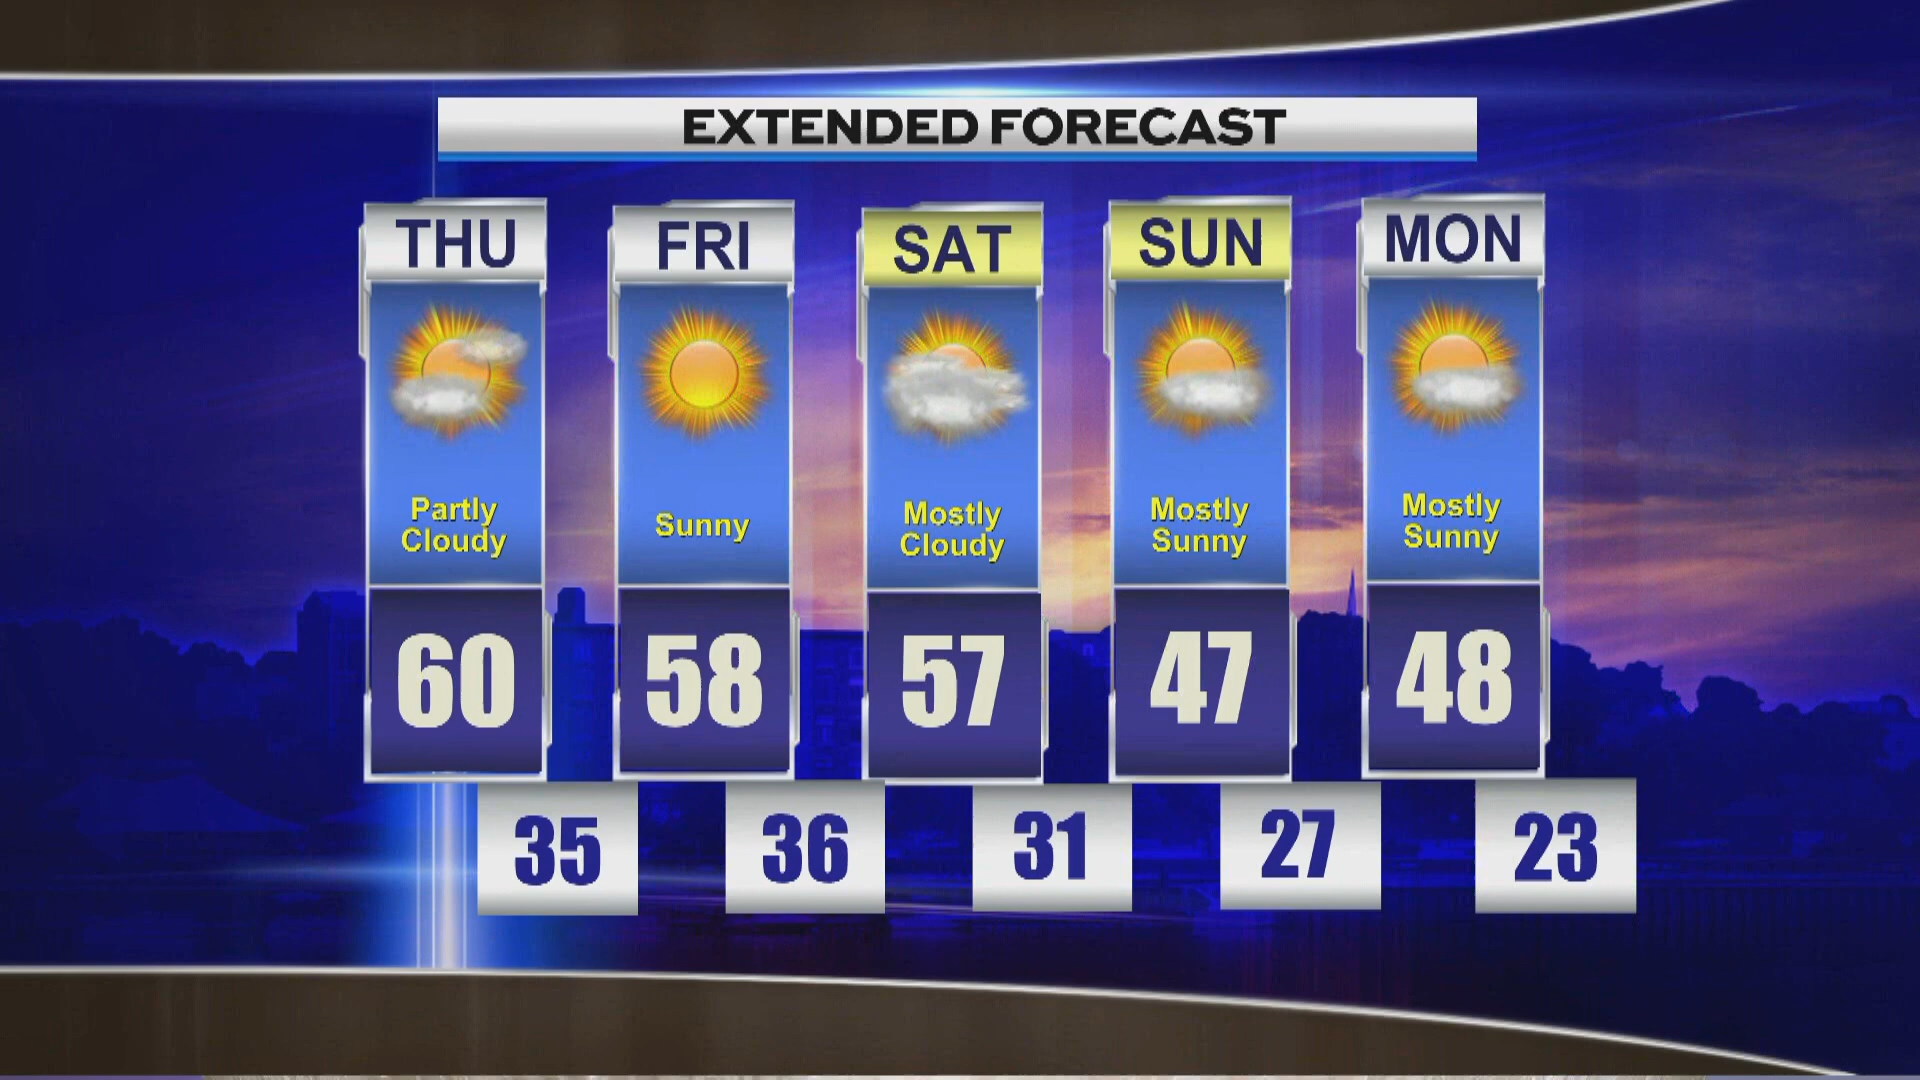 EXTENDED FORECAST
THU
FRI
SAT
SUN
MON
Partly
Cloudy
Sunny
Mostly
Cloudy
Mostly
Sunny
Mostly
Sunny
60
58
57
47
48
35
36
31
27
23